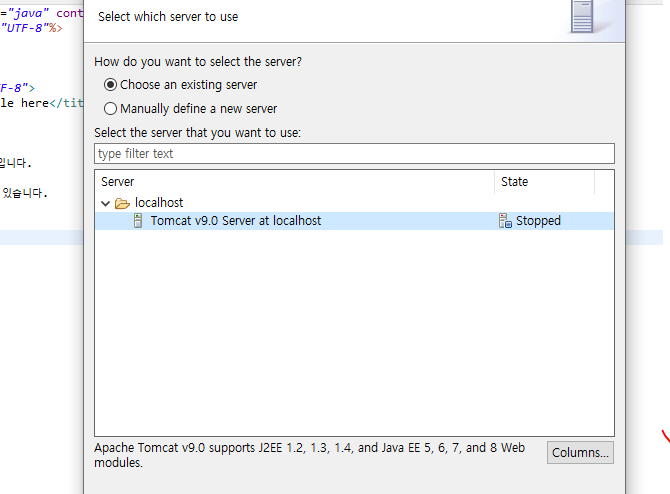 ="java" cont
Select which server to use
"UTF-8"%>
How do you want to select the server?
F-8">
Choose an existing server
le here</tit
Manually define a new server
Select the server that you want to use:
type filter text
입니다.
Server State
있습니다.
localhost
Tomcat v9.0 Server at localhost Stopped
Apache Tomcat v9.0 supports J2EE 1.2, 1.3, 1.4, and Java EE 5, 6, 7, and 8 Web
modules.
Columns...